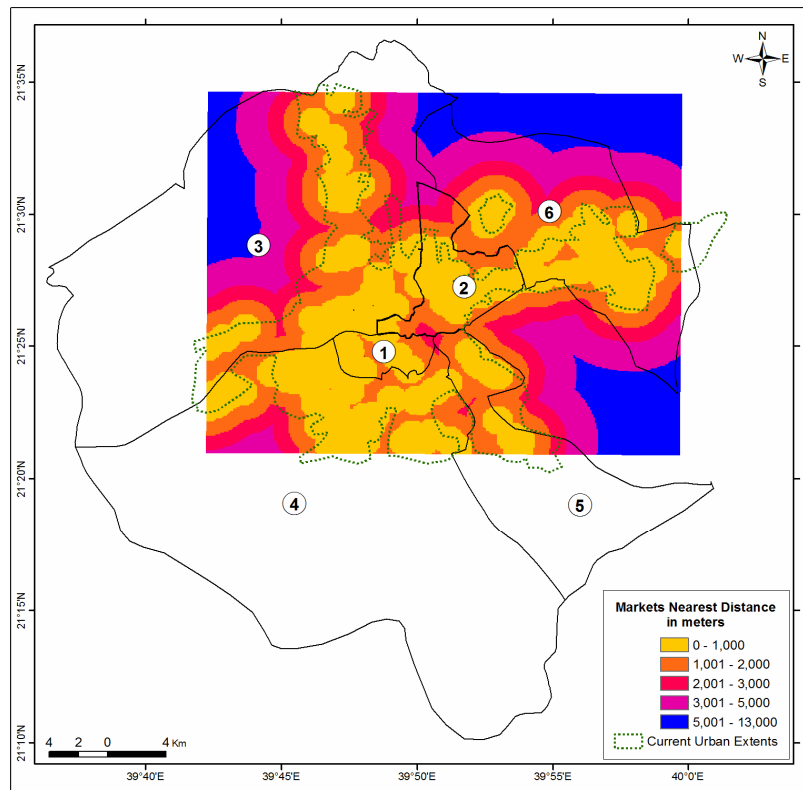 N
W E
S
21°35'N
21°30'N
21°25'N
21°20'N
21°15'N
21°10'N
6
3
2
1
4
5
Markets Nearest Distance
in meters
0 - 1,000
1,001 - 2,000
2,001 - 3,000
3,001 - 5,000
5,001 - 13,000
Current Urban Extents
4 2 0 4 Km
39°40'E 39°45'E 39°50'E 39°55'E 40°0'E